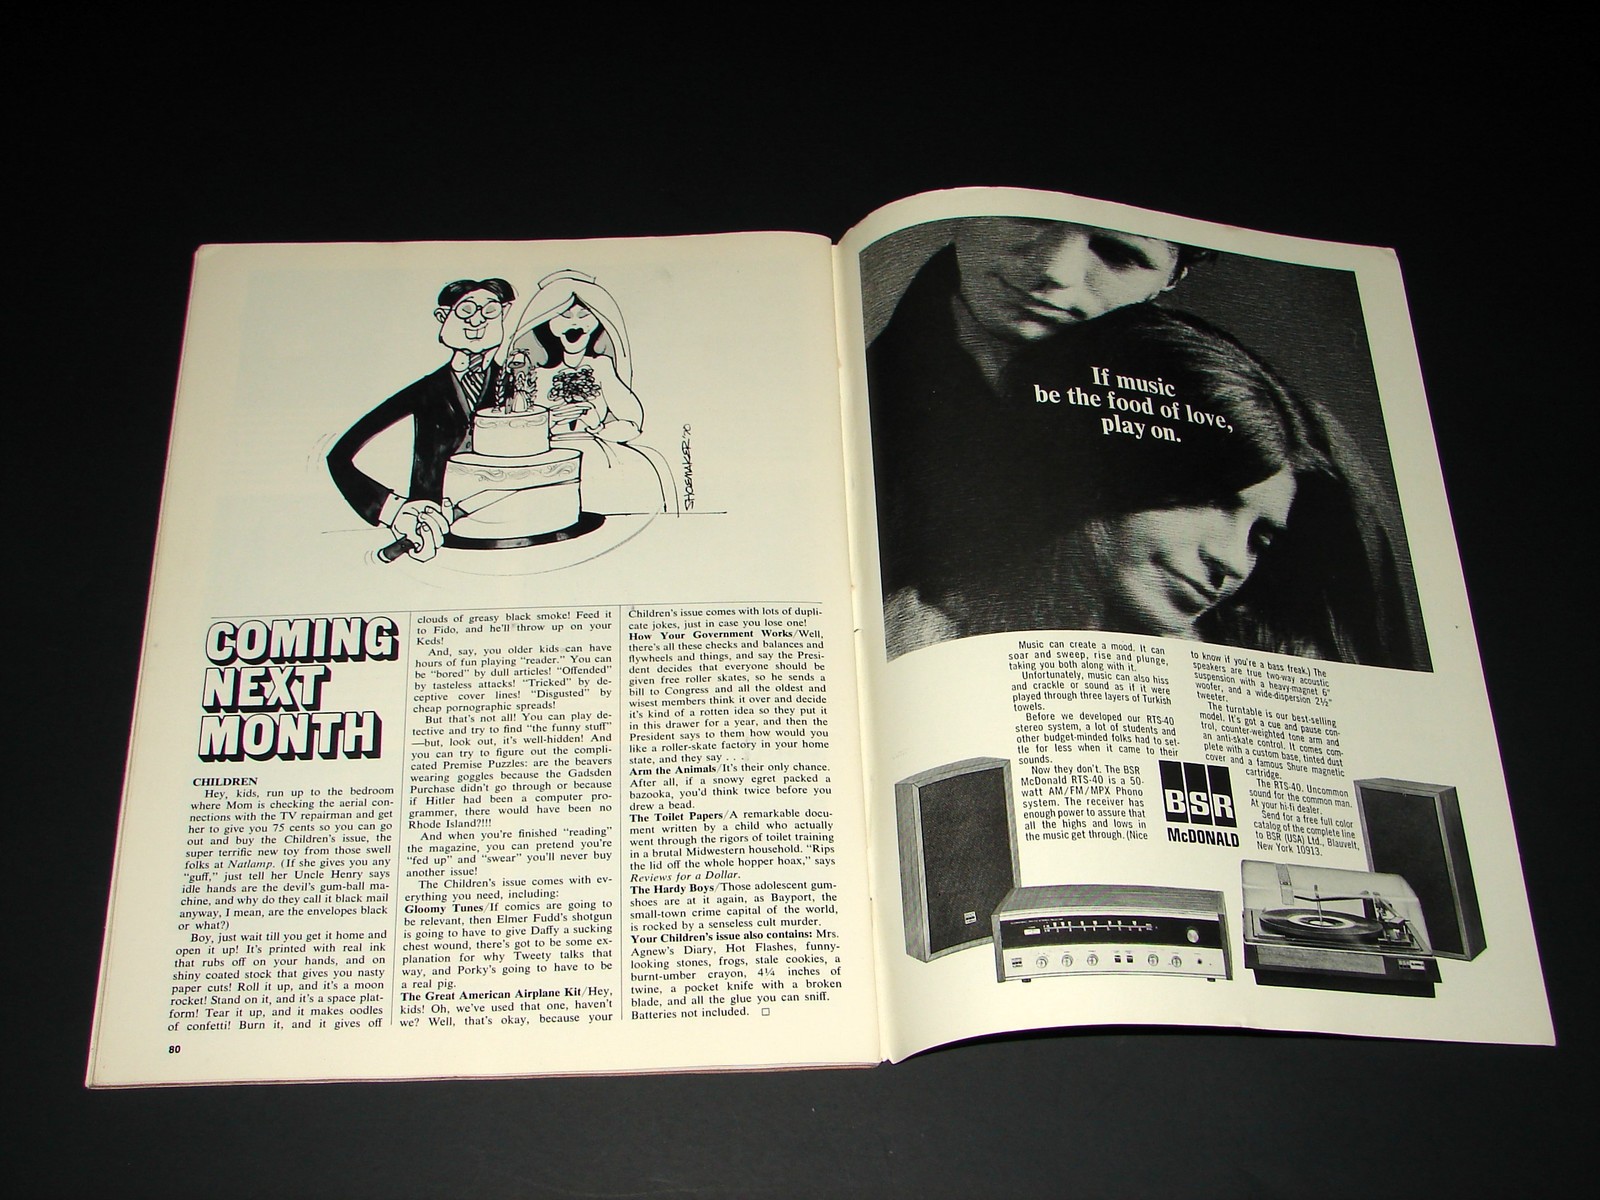 SHOEMAKER '70
COMING
NEXT
MONTH
CHILDREN
Hey, kids, run up to the bedroom
where Mom is checking the aerial con-
nections with the TV repairman and get
her to give you 75 cents so you can go
out and buy the Children's issue, the
super terrific new toy from those swell
folks at Natlamp. (If she gives you any
"guff," just tell her Uncle Henry says
idle hands are the devil's gum-ball ma-
chine, and why do they call it black mail
anyway, I mean, are the envelopes black
or what?)
Boy, just wait till you get it home and
open it up! It's printed with real ink
that rubs off on your hands, and on
shiny coated stock that gives you nasty
paper cuts! Roll it up, and it's a moon
rocket! Stand on it, and it's a space plat-
form! Tear it up, and it makes oodles
of confetti! Burn it, and it gives off
80
clouds of greasy black smoke! Feed it
to Fido, and he'll throw up on your
Keds!
And, say, you older kids can have
hours of fun playing "reader." You can
be "bored" by dull articles! "Offended"
by tasteless attacks! "Tricked" by de-
ceptive cover lines! "Disgusted" by
cheap pornographic spreads!
But that's not all! You can play de-
tective and try to find "the funny stuff"
—but, look out, it's well-hidden! And
you can try to figure out the compli-
cated Premise Puzzles: are the beavers
wearing goggles because the Gadsden
Purchase didn't go through or because
if Hitler had been a computer pro-
grammer, there would have been no
Rhode Island?!!!
And when you're finished "reading"
the magazine, you can pretend you're
"fed up" and "swear" you'll never buy
another issue!
The Children's issue comes with ev-
erything you need, including:
Gloomy Tunes/If comics are going to
be relevant, then Elmer Fudd's shotgun
is going to have to give Daffy a sucking
chest wound, there's got to be some ex-
planation for why Tweety talks that
way, and Porky's going to have to be
a real pig.
The Great American Airplane Kit/Hey,
kids! Oh, we've used that one, haven't
we? Well, that's okay, because your
Children's issue comes with lots of dupli-
cate jokes, just in case you lose one!
How Your Government Works/Well,
there's all these checks and balances and
flywheels and things, and say the Presi-
dent decides that everyone should be
given free roller skates, so he sends a
bill to Congress and all the oldest and
wisest members think it over and decide
it's kind of a rotten idea so they put it
in this drawer for a year, and then the
President says to them how would you
like a roller-skate factory in your home
state, and they say . . .
Arm the Animals/It's their only chance.
After all, if a snowy egret packed a
bazooka, you'd think twice before you
drew a bead.
The Toilet Papers/A remarkable docu-
ment written by a child who actually
went through the rigors of toilet training
in a brutal Midwestern household. "Rips
the lid off the whole hopper hoax," says
Reviews for a Dollar.
The Hardy Boys/Those adolescent gum-
shoes are at it again, as Bayport, the
small-town crime capital of the world,
is rocked by a senseless cult murder.
Your Children's issue also contains: Mrs.
Agnew's Diary, Hot Flashes, funny-
looking stones, frogs, stale cookies, a
burnt-umber crayon, 4¼ inches of
twine, a pocket knife with a broken
blade, and all the glue you can sniff.
Batteries not included. □
If music
be the food of love,
play on.
Music can create a mood. It can
soar and sweep, rise and plunge,
taking you both along with it.
Unfortunately, music can also hiss
and crackle or sound as if it were
played through three layers of Turkish
towels.
Before we developed our RTS-40
stereo system, a lot of students and
other budget-minded folks had to set-
tle for less when it came to their
sounds.
Now they don't. The BSR
McDonald RTS-40 is a 50-
watt AM/FM/MPX Phono
system. The receiver has
enough power to assure that
all the highs and lows in
the music get through. (Nice
to know if you're a bass freak.) The
speakers are true two-way acoustic
suspension with a heavy-magnet 6"
woofer, and a wide-dispersion 2½"
tweeter.
The turntable is our best-selling
model. It's got a cue and pause con-
trol, counter-weighted tone arm and
an anti-skate control. It comes com-
plete with a custom base, tinted dust
cover and a famous Shure magnetic
cartridge.
The RTS-40. Uncommon
sound for the common man.
At your hi-fi dealer.
Send for a free full color
catalog of the complete line
to BSR (USA) Ltd., Blauvelt,
New York 10913.
BSR
McDONALD